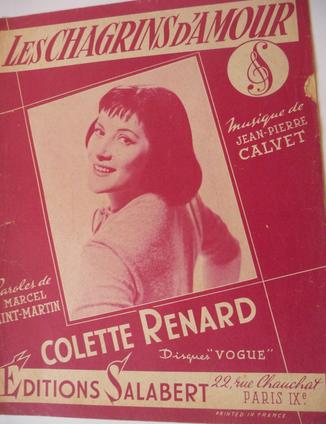 LES CHAGRINS D'AMOUR
musique de
JEAN-PIERRE
CALVET
Paroles de
MARCEL
SAINT-MARTIN
COLETTE RENARD
Disques "VOGUE"
ÉDITIONS SALABERT
22, rue Chauchat
PARIS IXe
PRINTED IN FRANCE